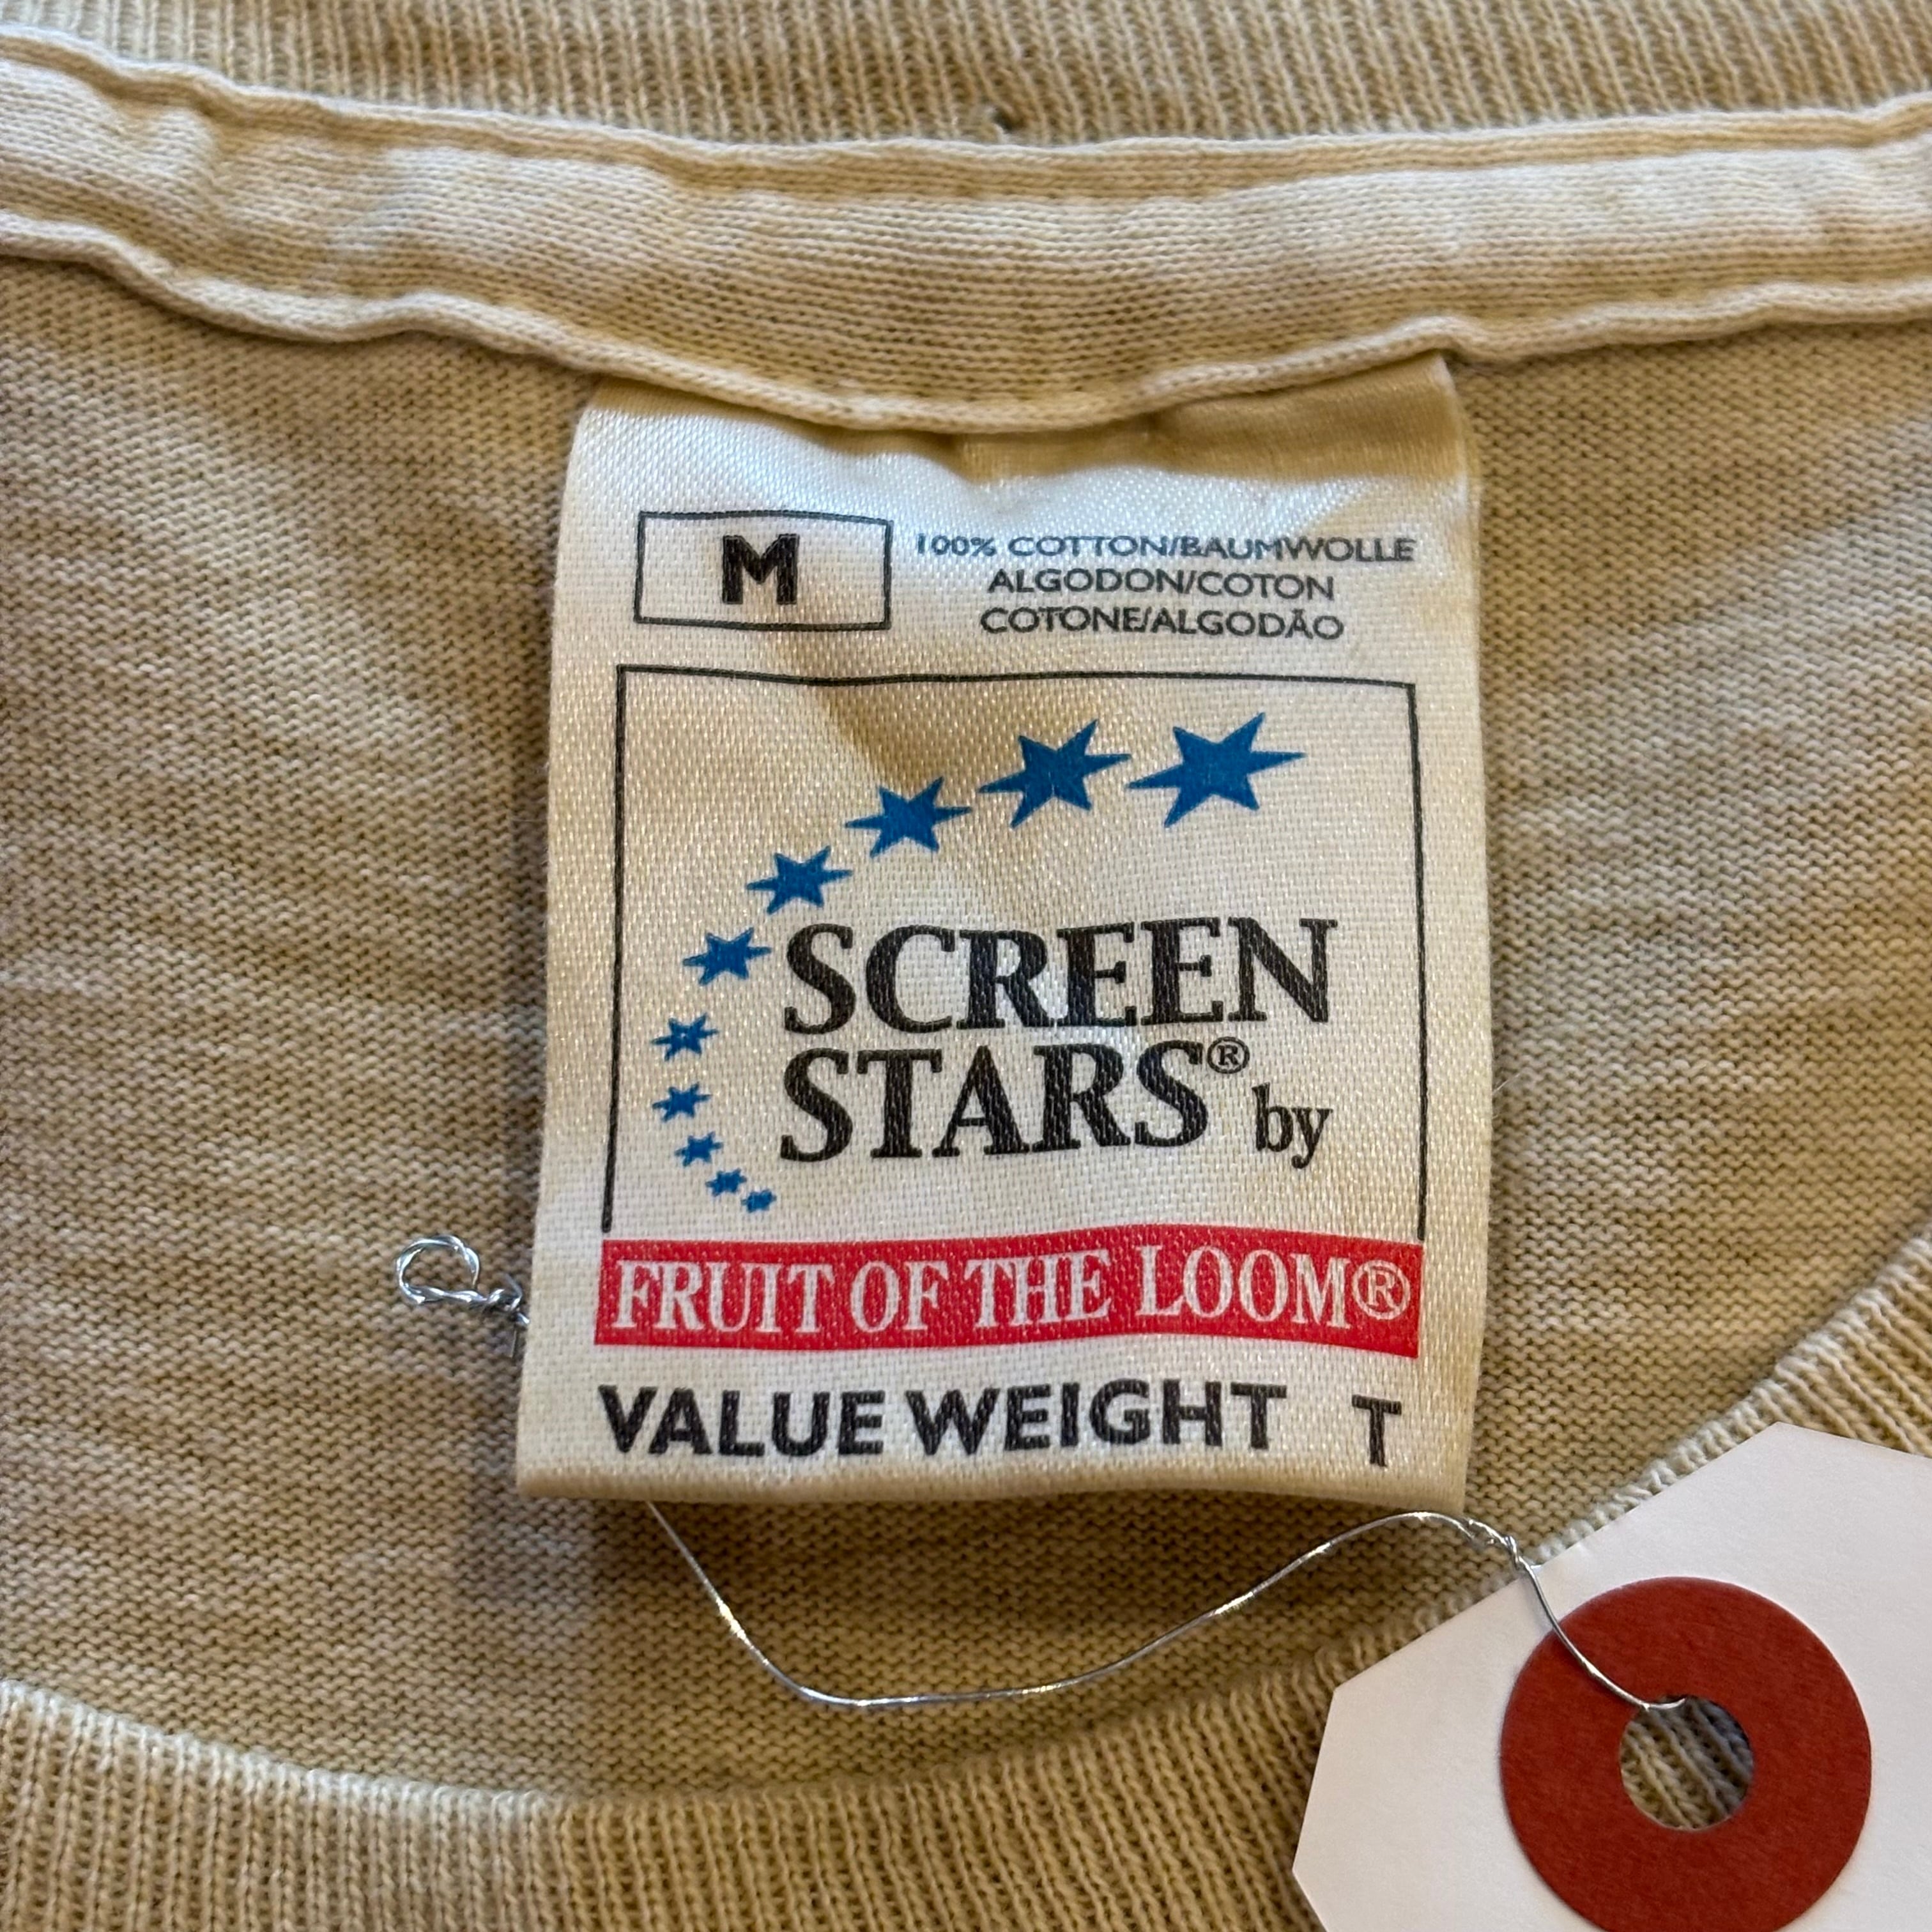 M
100% COTTON/BAUMWOLLE
ALGODON/COTON
COTONE/ALGODÃO
SCREEN
STARS® by
FRUIT OF THE LOOM®
VALUE WEIGHT T